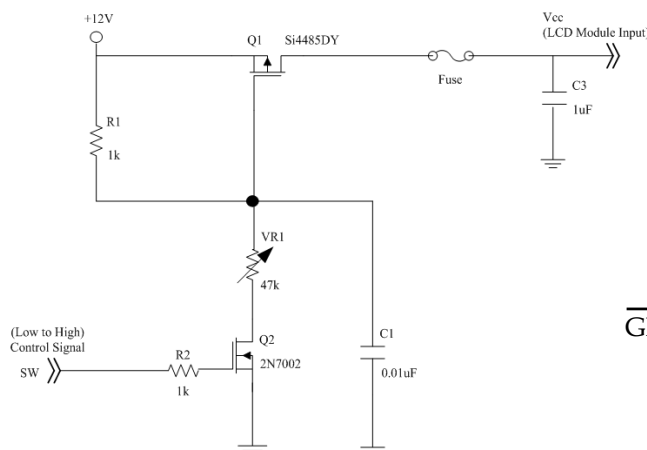 +12V
Q1
Si4485DY
Vcc
(LCD Module Input)
Fuse
C3
1uF
R1
1k
VR1
47k
(Low to High)
Control Signal
SW
R2
1k
Q2
2N7002
C1
0.01uF